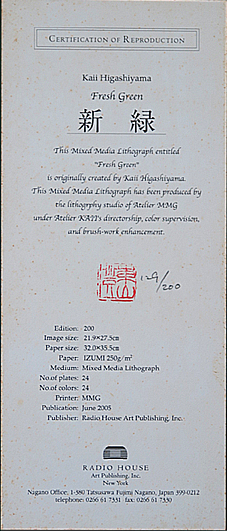 CERTIFICATION OF REPRODUCTION
Kaii Higashiyama
Fresh Green
新 緑
This Mixed Media Lithograph entitled
"Fresh Green"
is originally created by Kaii Higashiyama.
This Mixed Media Lithograph has been produced by
the lithogrphy studio of Atelier MMG
under Atelier KAII's directorship, color supervision,
and brush-work enhancement.
129/200
Edition: 200
Image size: 21.9×27.5cm
Paper size: 32.0×35.5cm
Paper: IZUMI 250g/m²
Medium: Mixed Media Lithograph
No.of plates: 24
No.of colors: 24
Printer: MMG
Publication: June 2005
Publisher: Radio House Art Publishing, Inc.
RADIO HOUSE
Art Publishing, Inc.
New York
Nagano Office, 1-380 Tatsusawa Fujimi Nagano, Japan 399-0212
telephone: 0266 61 7331 fax: 0266 61 7330